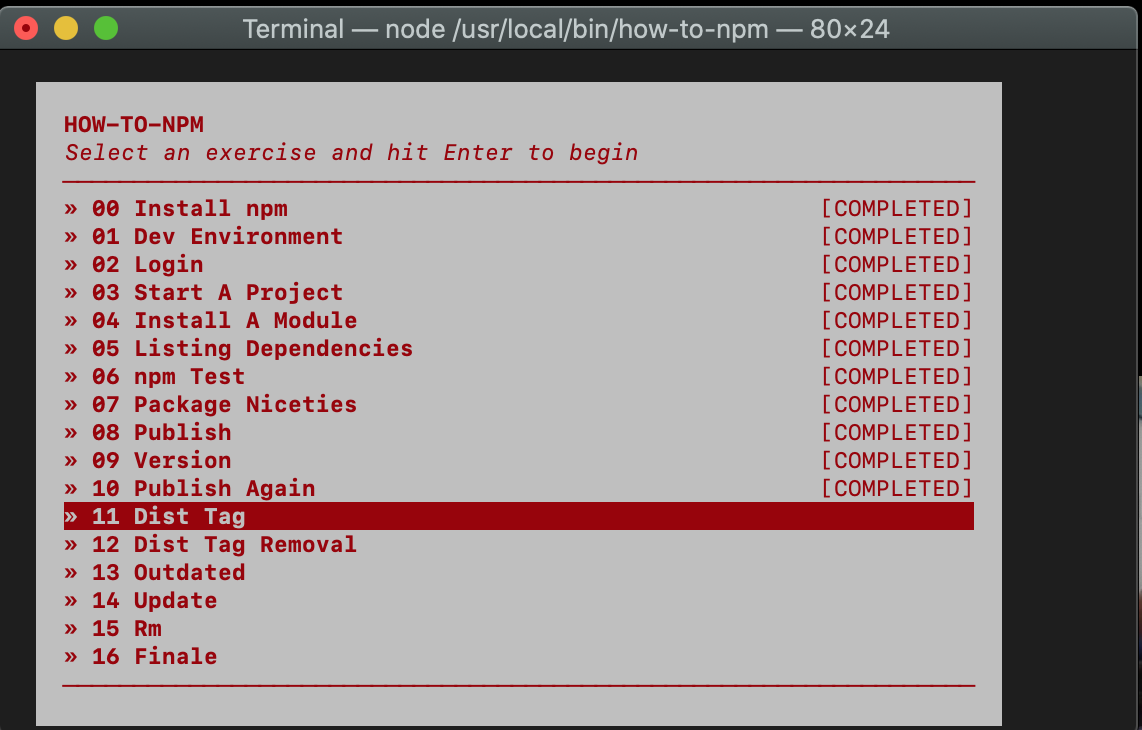 Terminal — node /usr/local/bin/how-to-npm — 80×24
HOW-TO-NPM
Select an exercise and hit Enter to begin
» 00 Install npm [COMPLETED]
» 01 Dev Environment [COMPLETED]
» 02 Login [COMPLETED]
» 03 Start A Project [COMPLETED]
» 04 Install A Module [COMPLETED]
» 05 Listing Dependencies [COMPLETED]
» 06 npm Test [COMPLETED]
» 07 Package Niceties [COMPLETED]
» 08 Publish [COMPLETED]
» 09 Version [COMPLETED]
» 10 Publish Again [COMPLETED]
» 11 Dist Tag
» 12 Dist Tag Removal
» 13 Outdated
» 14 Update
» 15 Rm
» 16 Finale